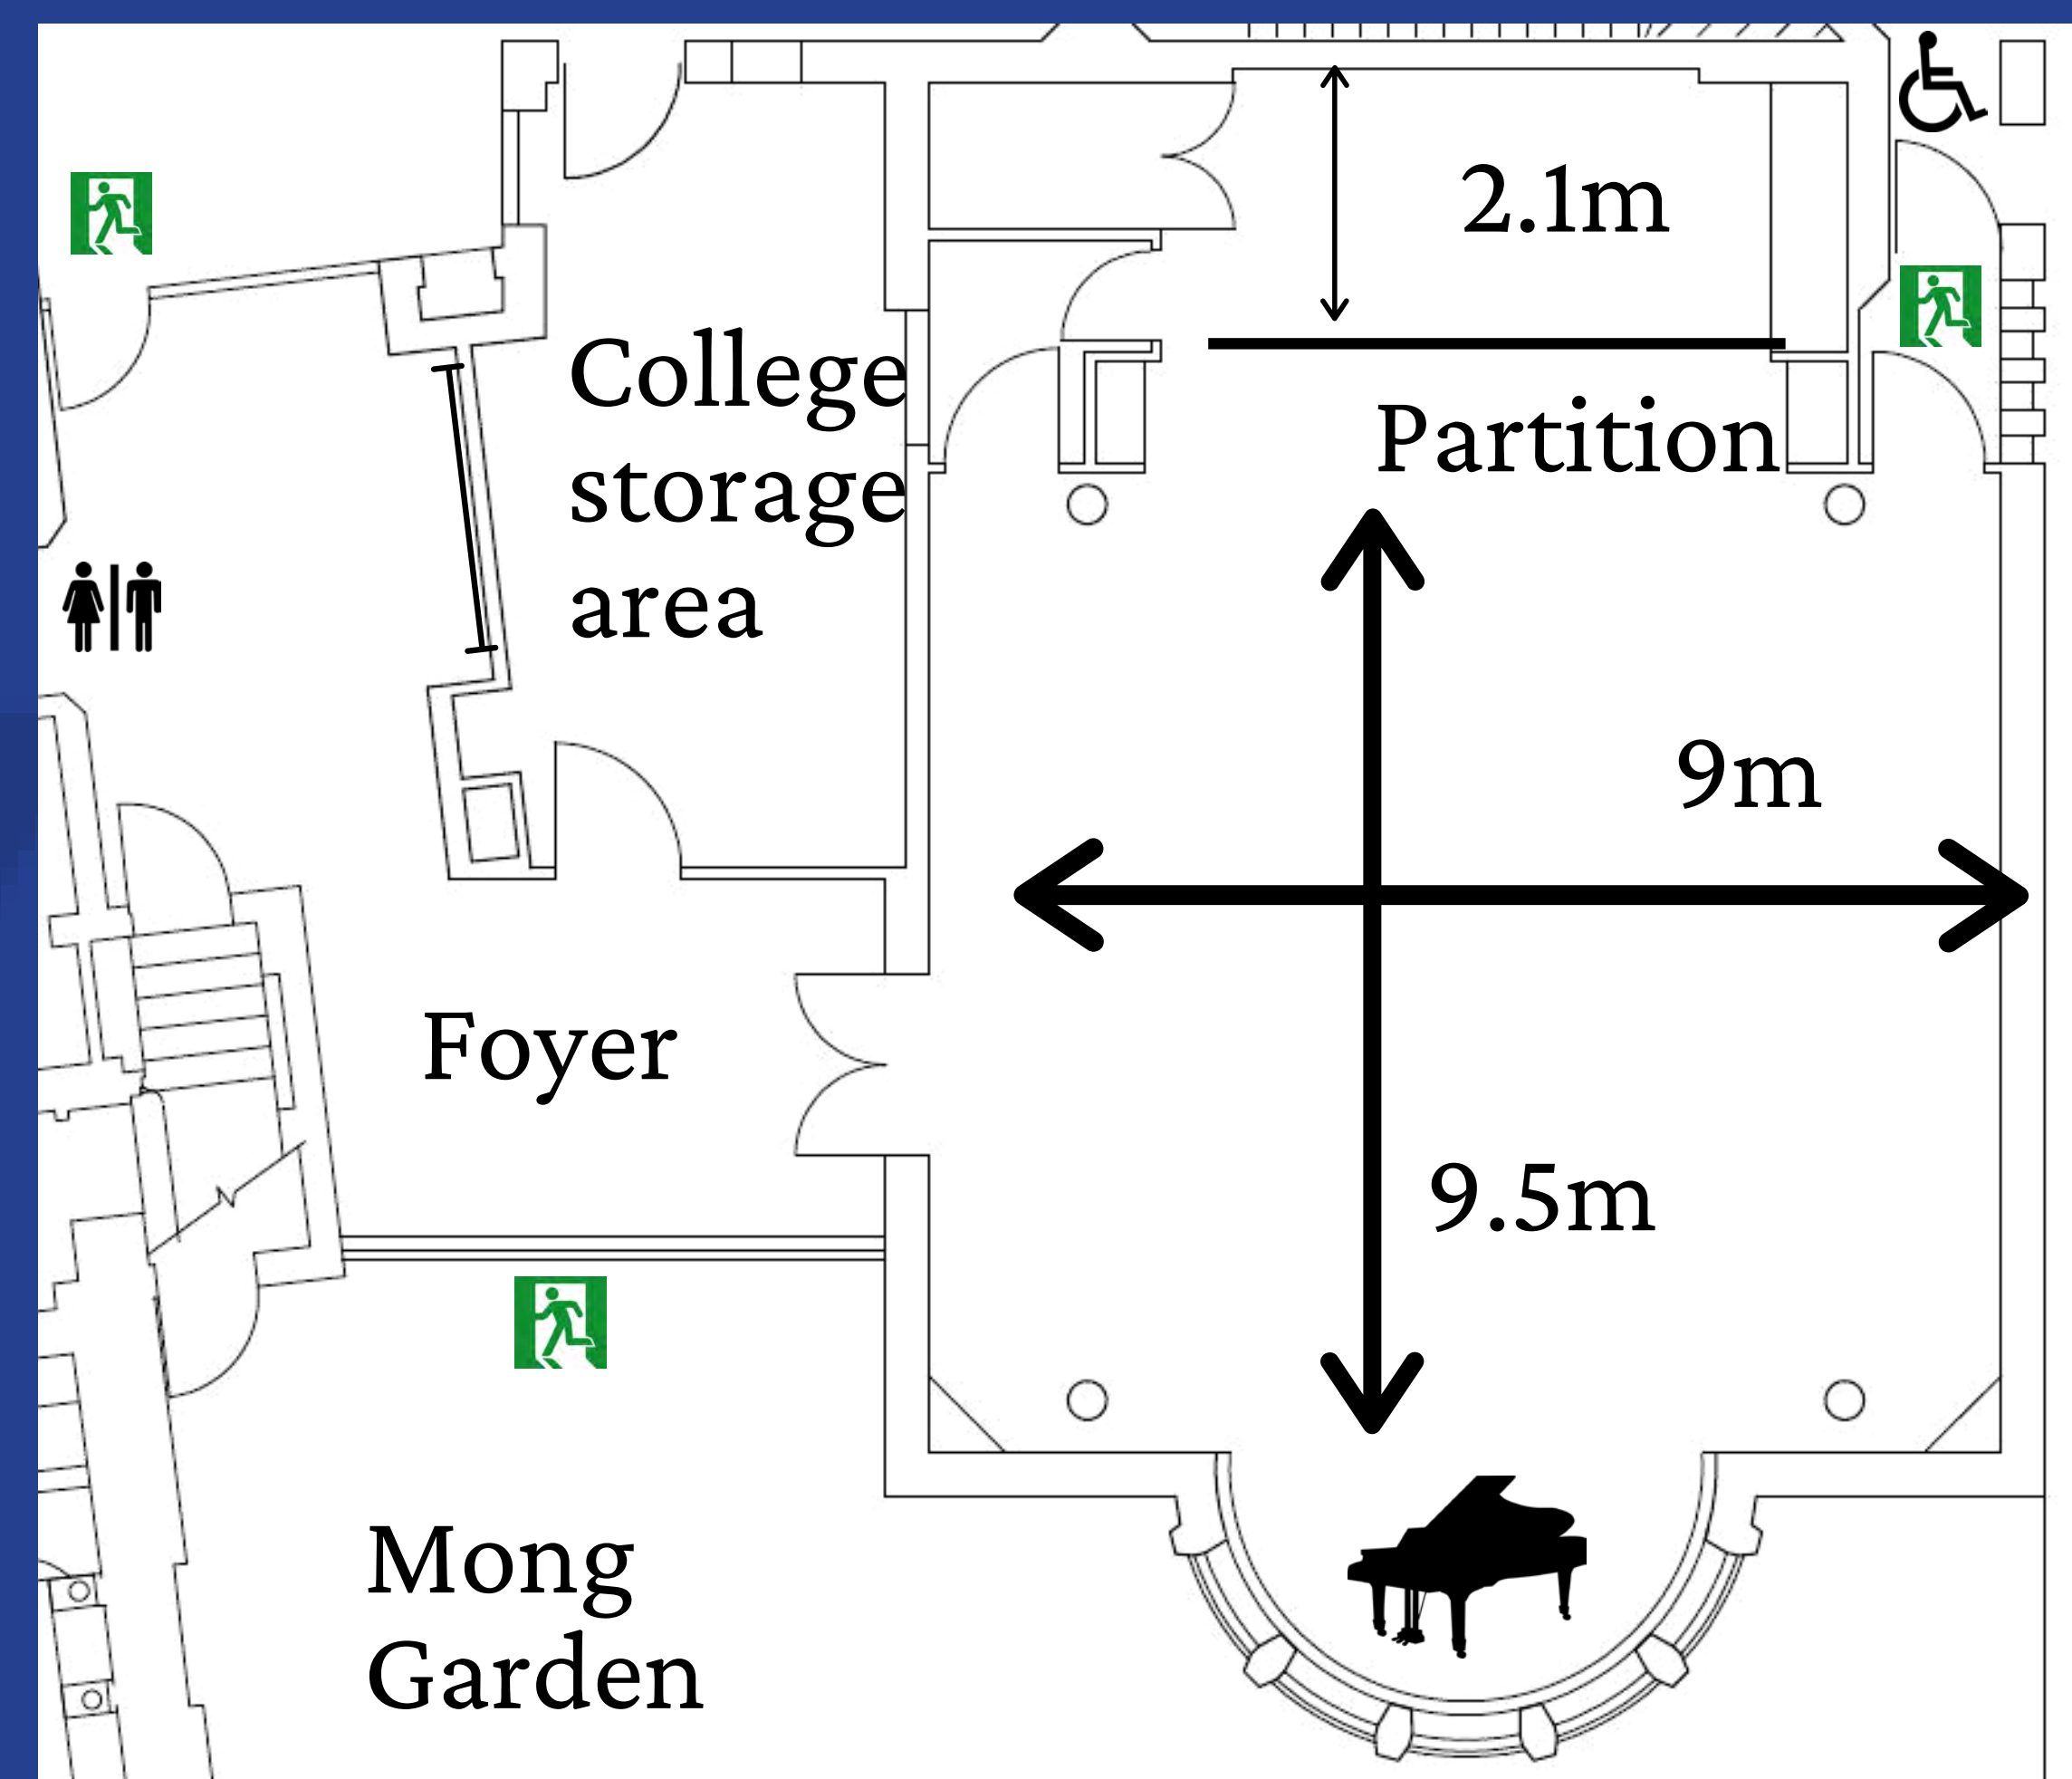 2.1m
College
storage
area
Partition
9m
Foyer
9.5m
Mong
Garden